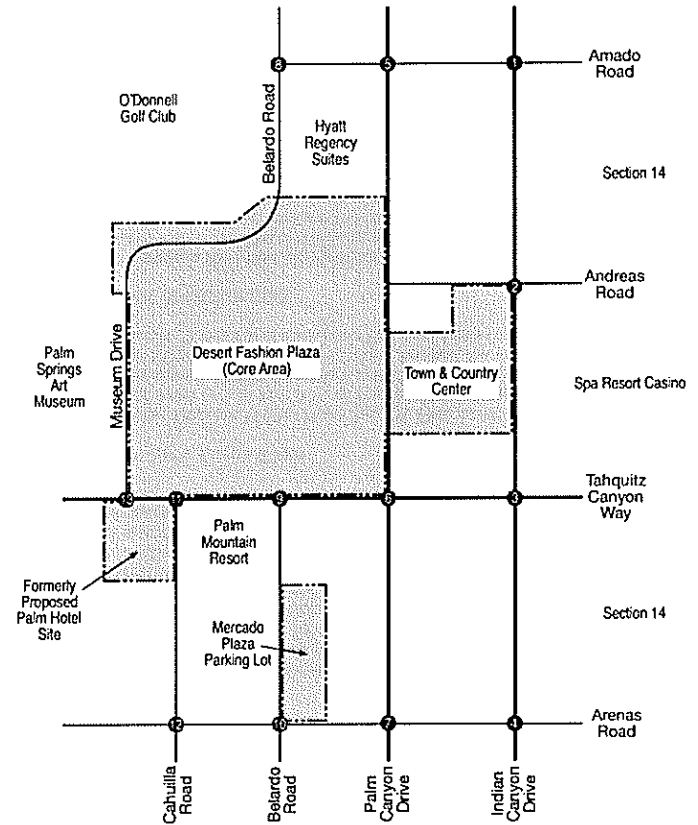 8
5
1
Amado
Road
O'Donnell
Golf Club
Belardo Road
Hyatt
Regency
Suites
Section 14
2
Andreas
Road
Palm
Springs
Art
Museum
Museum Drive
Desert Fashion Plaza
(Core Area)
Town & Country
Center
Spa Resort Casino
9
6
3
Tahquitz
Canyon
Way
Palm
Mountain
Resort
Formerly
Proposed
Palm Hotel
Site
Mercado
Plaza
Parking Lot
Section 14
12
10
7
4
Arenas
Road
Cahuilla
Road
Belardo
Road
Palm
Canyon
Drive
Indian
Canyon
Drive